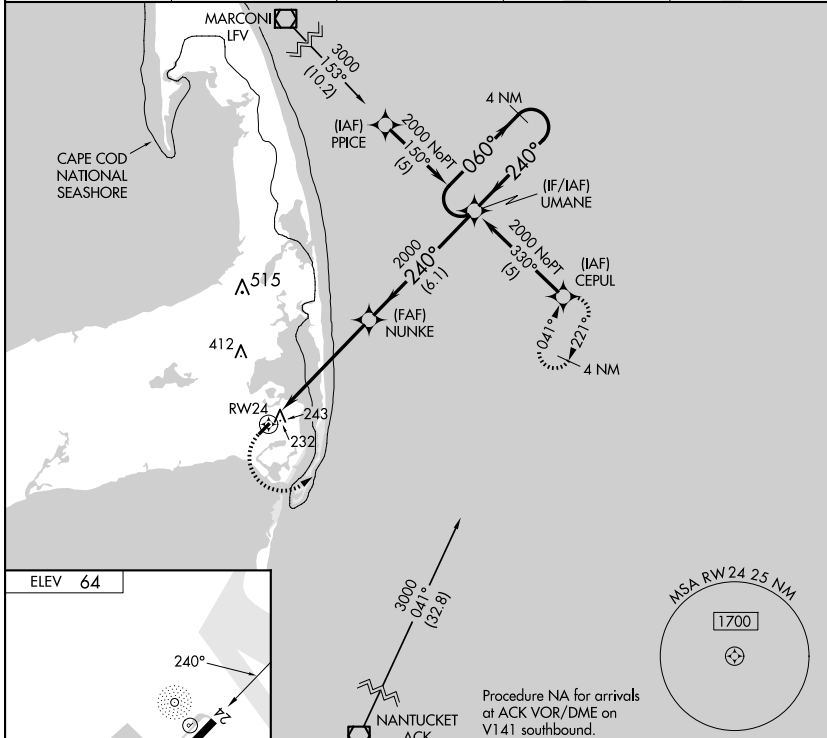 MARCONI
LFV
3000
153°
(10.2)
(IAF)
PPICE
2000 NoPT
150°
(5)
4 NM
060°
240°
(IF/IAF)
UMANE
CAPE COD
NATIONAL
SEASHORE
2000
240°
(6.1)
2000 NoPT
330°
(5)
(IAF)
CEPUL
041°
221°
4 NM
515
(FAF)
NUNKE
412
RW24
243
232
ELEV 64
240°
24
P
3000
041°
(32.8)
NANTUCKET
ACK
MSA RW24 25 NM
1700
Procedure NA for arrivals
at ACK VOR/DME on
V141 southbound.